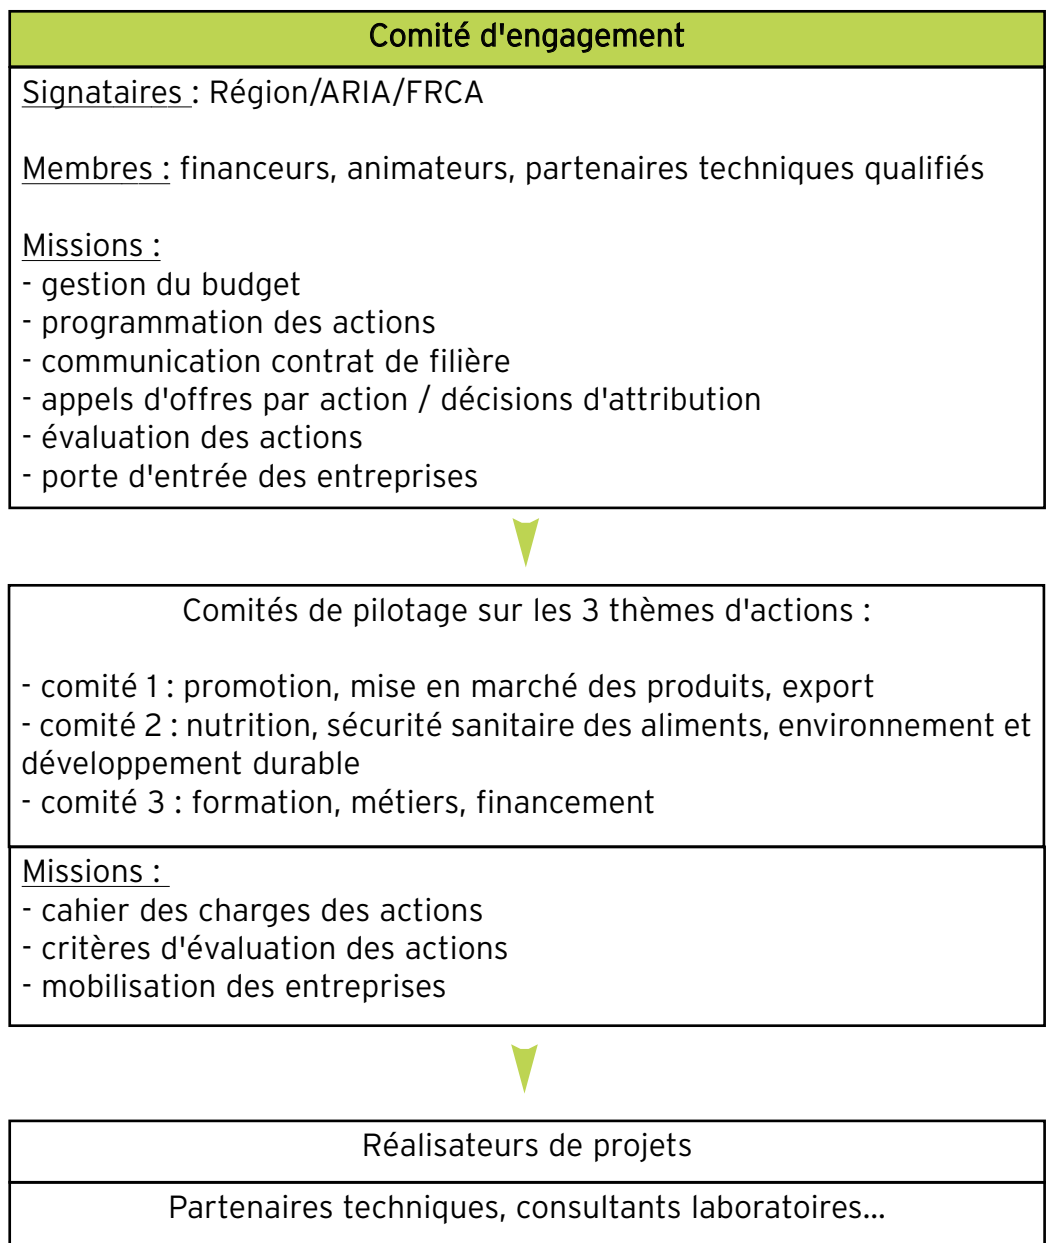 Comité d'engagement
Signataires : Région/ARIA/FRCA
Membres : financeurs, animateurs, partenaires techniques qualifiés
Missions :
- gestion du budget
- programmation des actions
- communication contrat de filière
- appels d'offres par action / décisions d'attribution
- évaluation des actions
- porte d'entrée des entreprises
Comités de pilotage sur les 3 thèmes d'actions :
- comité 1 : promotion, mise en marché des produits, export
- comité 2 : nutrition, sécurité sanitaire des aliments, environnement et
développement durable
- comité 3 : formation, métiers, financement
Missions :
- cahier des charges des actions
- critères d'évaluation des actions
- mobilisation des entreprises
Réalisateurs de projets
Partenaires techniques, consultants laboratoires...